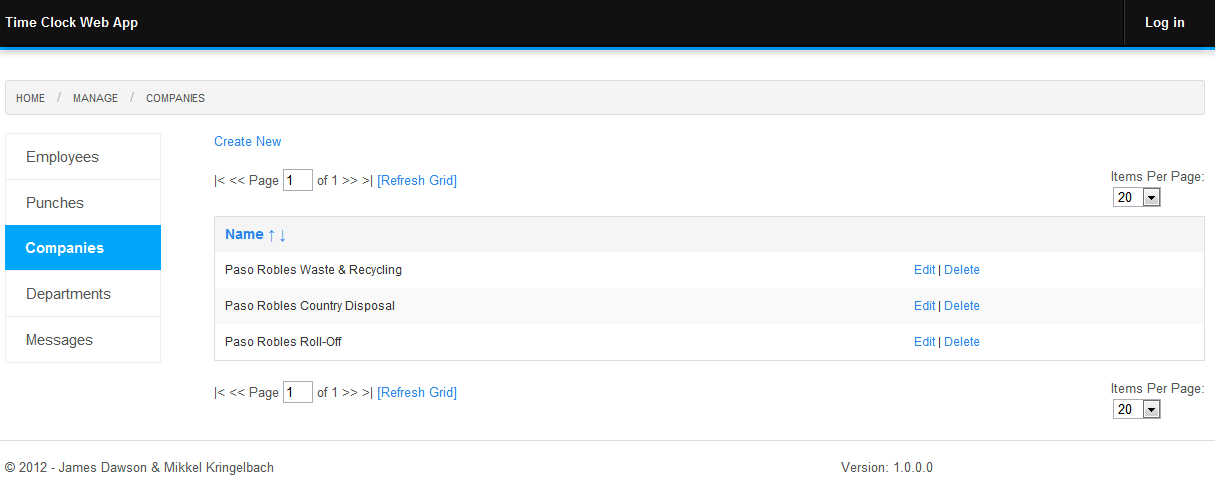 Time Clock Web App Log in
HOME / MANAGE / COMPANIES
Employees
Punches
Companies
Departments
Messages
Create New
|< << Page 1 of 1 >> >| [Refresh Grid]
Items Per Page:
20
Name ↑ ↓
Paso Robles Waste & Recycling Edit | Delete
Paso Robles Country Disposal Edit | Delete
Paso Robles Roll-Off Edit | Delete
|< << Page 1 of 1 >> >| [Refresh Grid]
Items Per Page:
20
© 2012 - James Dawson & Mikkel Kringelbach Version: 1.0.0.0